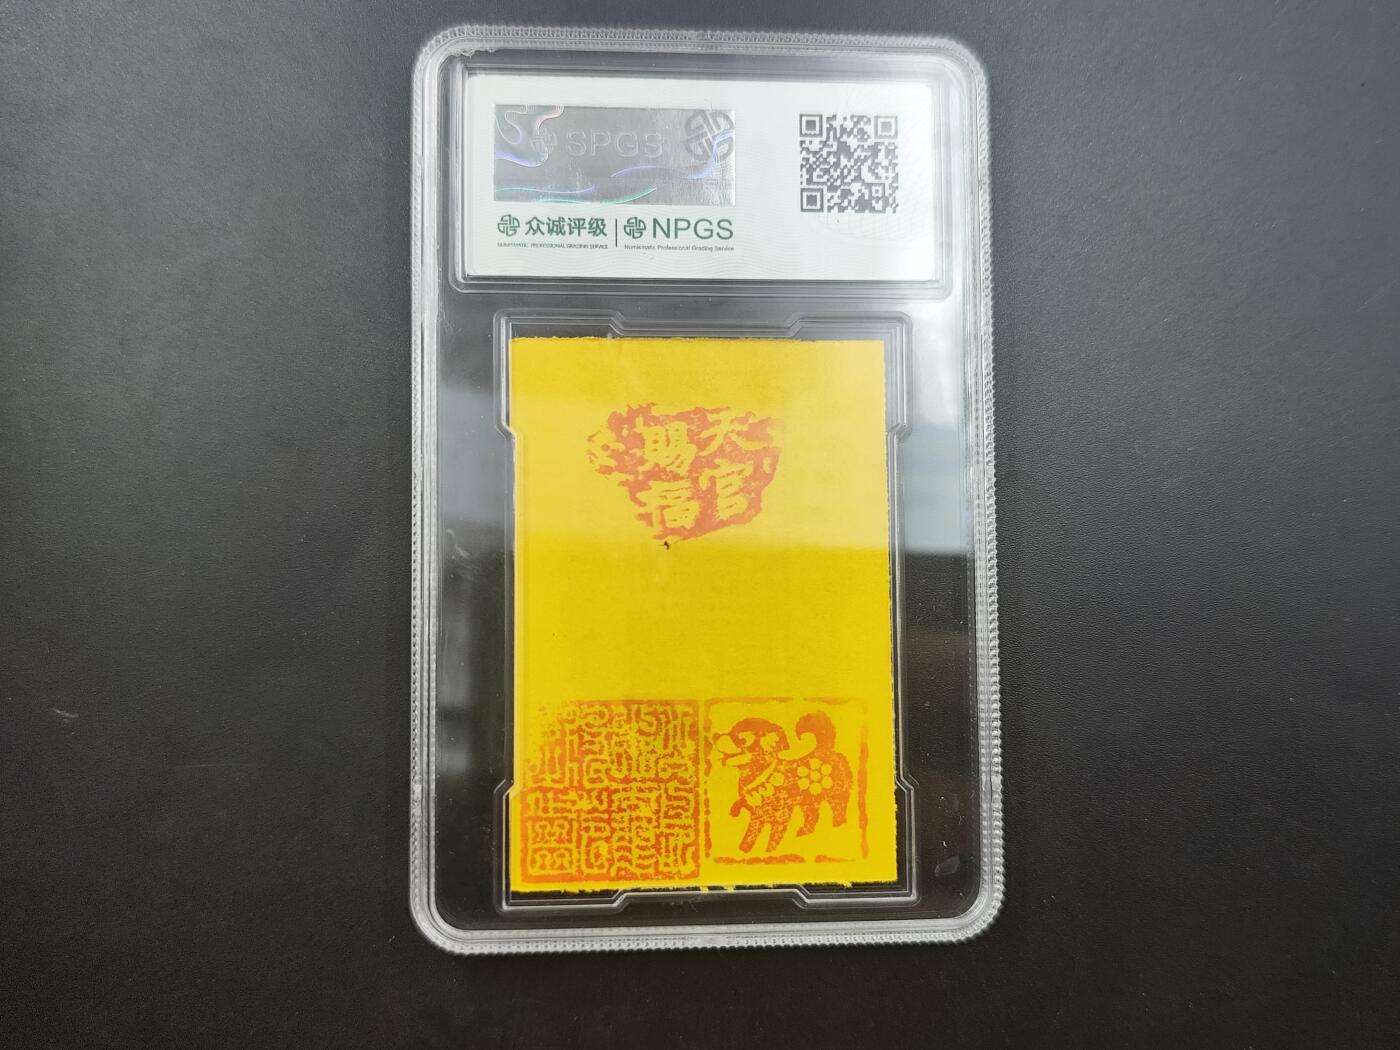 SPGS
众诚评级 NPGS
NUMISMATIC PROFESSIONAL GRADING SERVICE Numismatic Professional Grading Service
天官
賜福